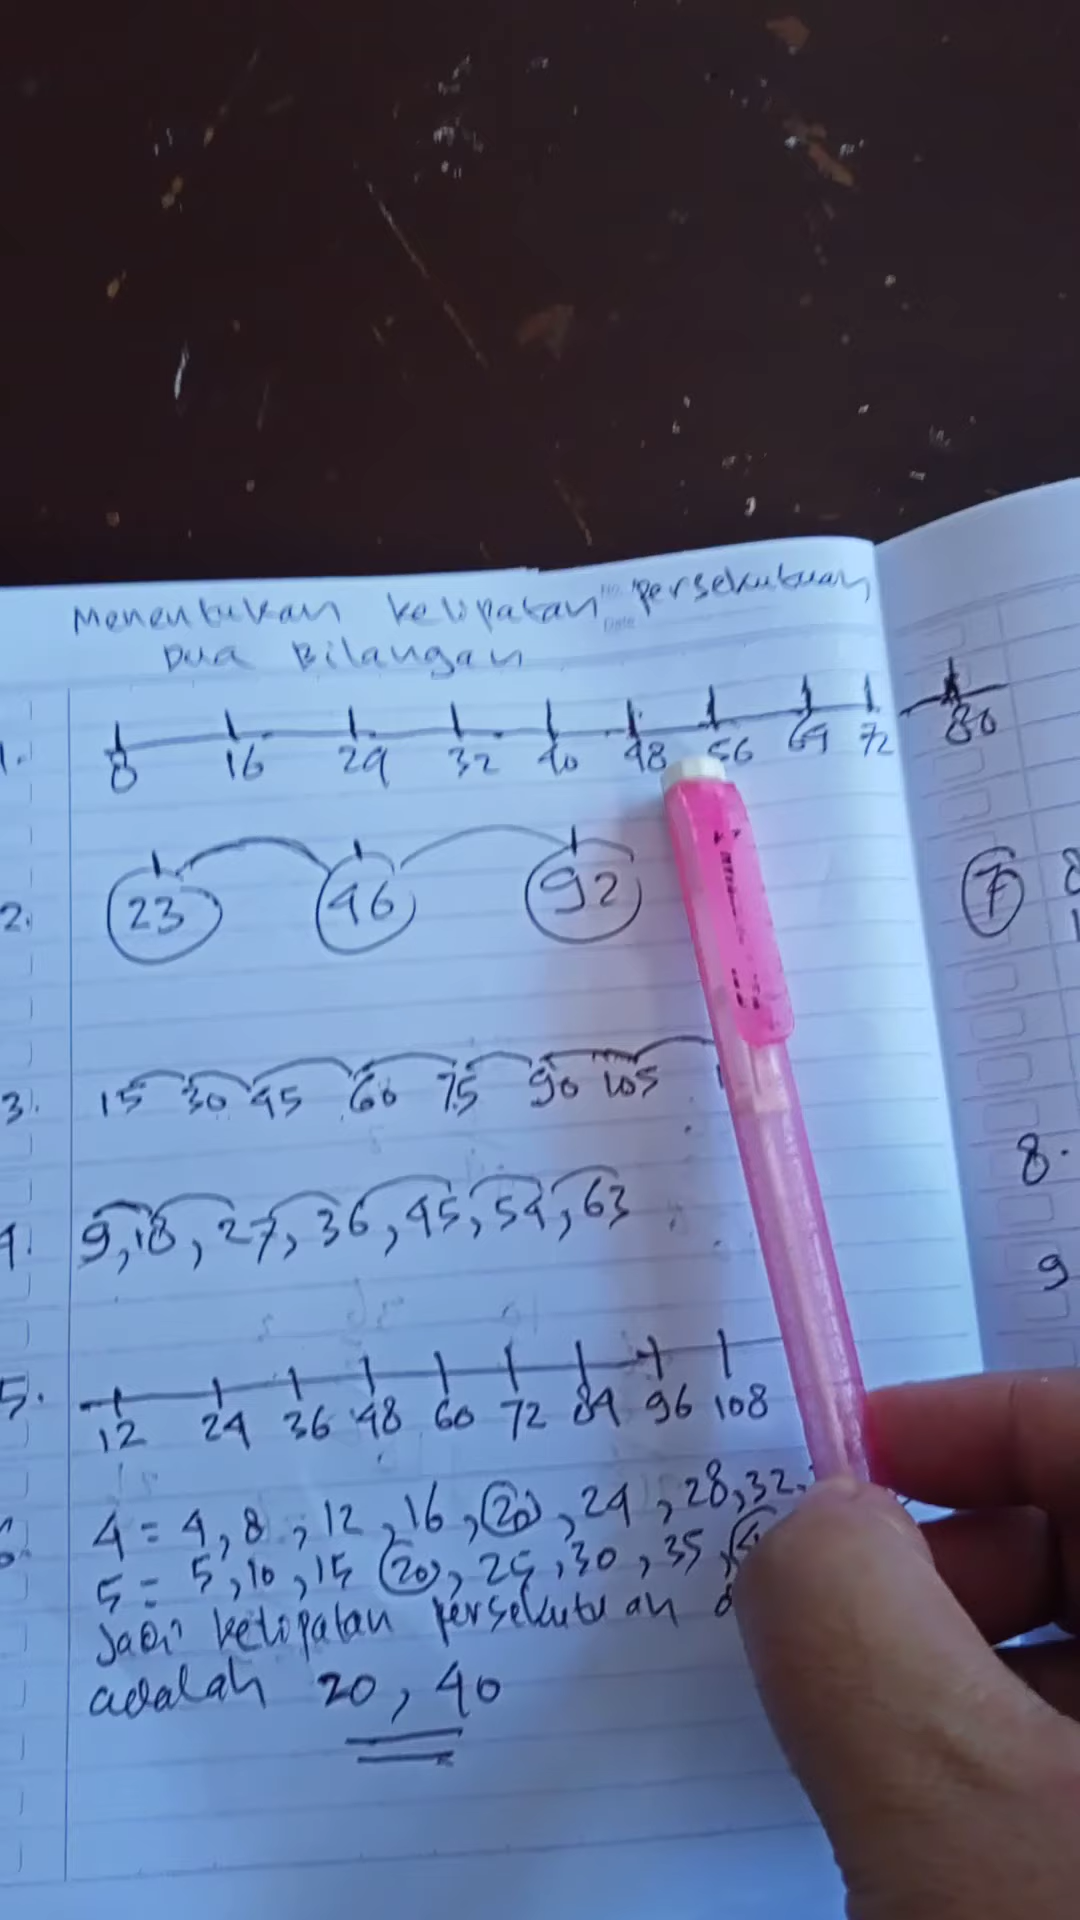 Menentukan kelipatan persekutuan
Dua Bilangan
1. 8 16 24 32 40 48 56 64 72 80
2. 23 46 92
7 8
3. 15 30 45 60 75 90 105
8.
4. 9, 18, 27, 36, 45, 54, 63
9
5. 12 24 36 48 60 72 84 96 108
4 = 4, 8, 12, 16, 20, 24, 28, 32
5 = 5, 10, 15 20, 25, 30, 35,
Jadi kelipatan persekutuan
adalah 20, 40